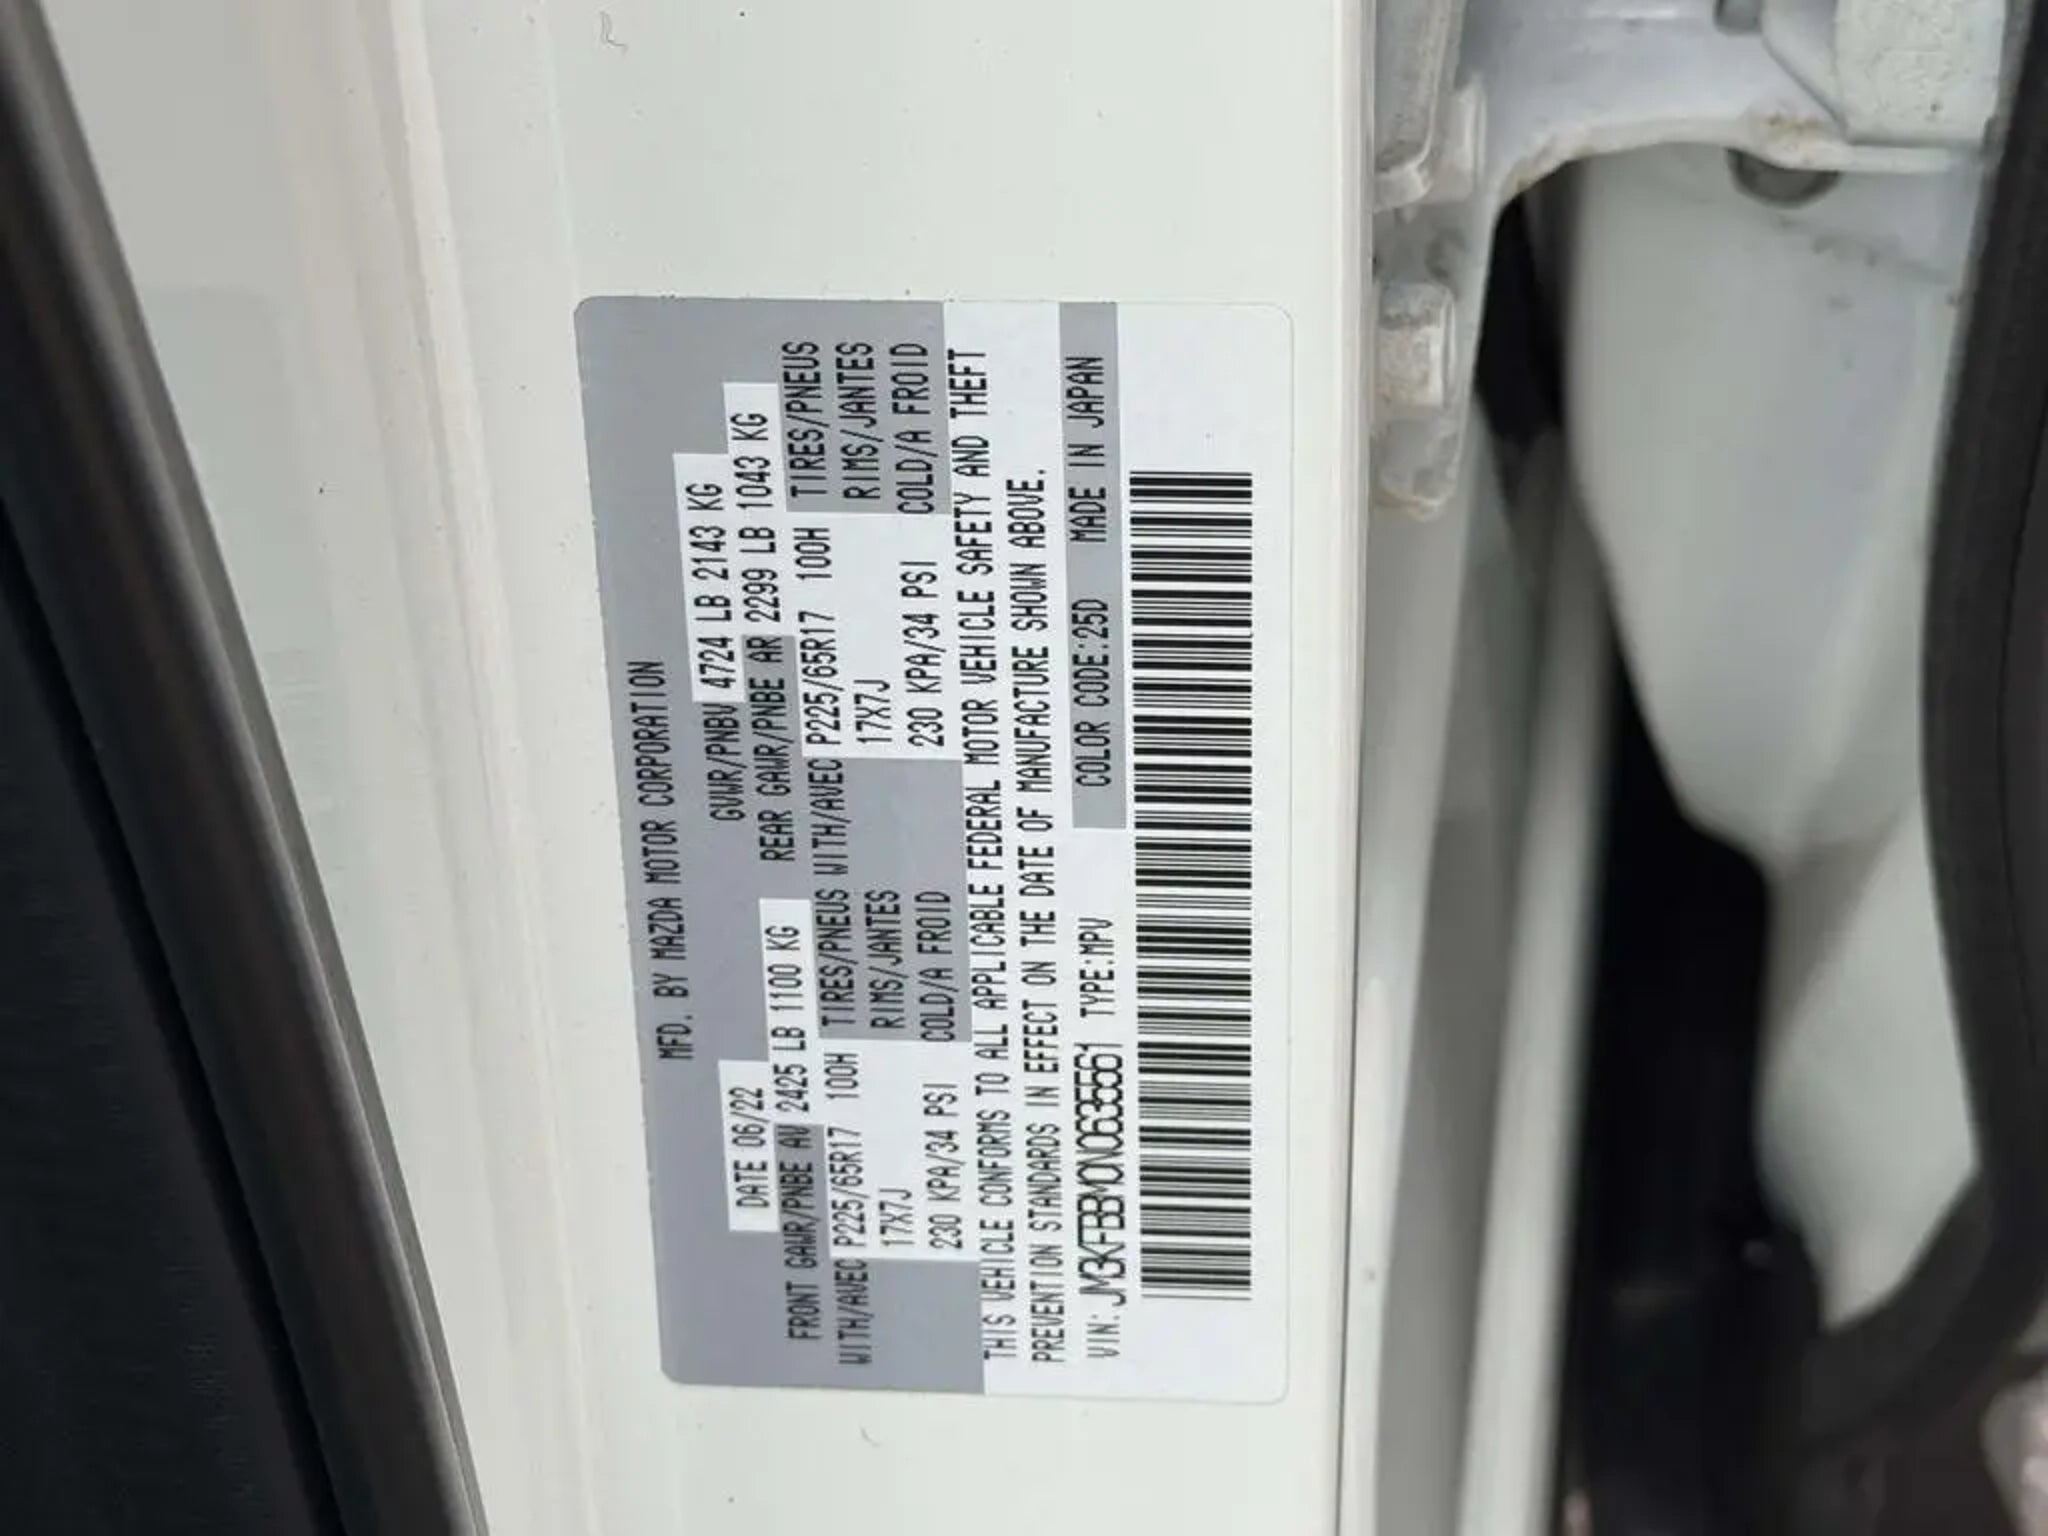 MFD. BY MAZDA MOTOR CORPORATION
DATE 06/22 GVWR/PNBV 4724 LB 2143 KG
FRONT GAWR/PNBE AV 2425 LB 1100 KG REAR GAWR/PNBE AR 2299 LB 1043 KG
WITH/AVEC P225/65R17 100H TIRES/PNEUS WITH/AVEC P225/65R17 100H TIRES/PNEUS
17X7J RIMS/JANTES 17X7J RIMS/JANTES
230 KPA/34 PSI COLD/A FROID 230 KPA/34 PSI COLD/A FROID
THIS VEHICLE CONFORMS TO ALL APPLICABLE FEDERAL MOTOR VEHICLE SAFETY AND THEFT
PREVENTION STANDARDS IN EFFECT ON THE DATE OF MANUFACTURE SHOWN ABOVE.
VIN: JM3KFBBM0N0635561 TYPE:MPV COLOR CODE:25D MADE IN JAPAN